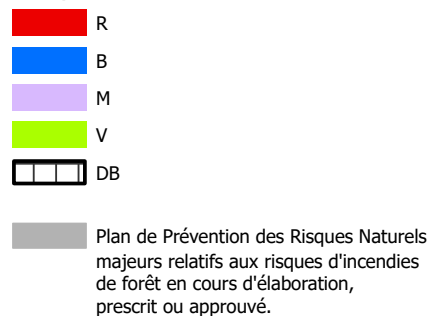 R
B
M
V
DB
Plan de Prévention des Risques Naturels
majeurs relatifs aux risques d'incendies
de forêt en cours d'élaboration,
prescrit ou approuvé.